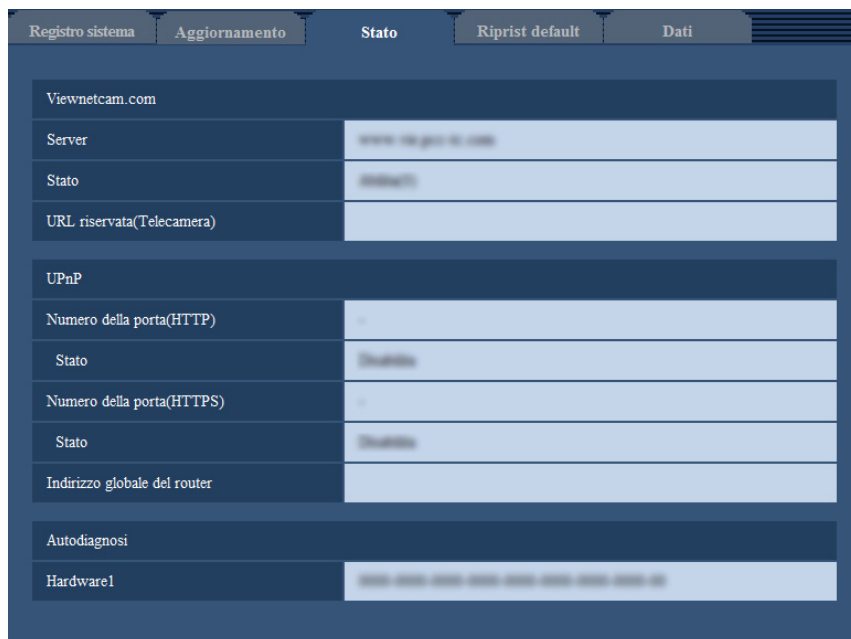 Registro sistema Aggiornamento Stato Riprist default Dati
Viewnetcam.com
Server
Stato
URL riservata(Telecamera)
UPnP
Numero della porta(HTTP) -
Stato
Numero della porta(HTTPS) -
Stato
Indirizzo globale del router
Autodiagnosi
Hardware1